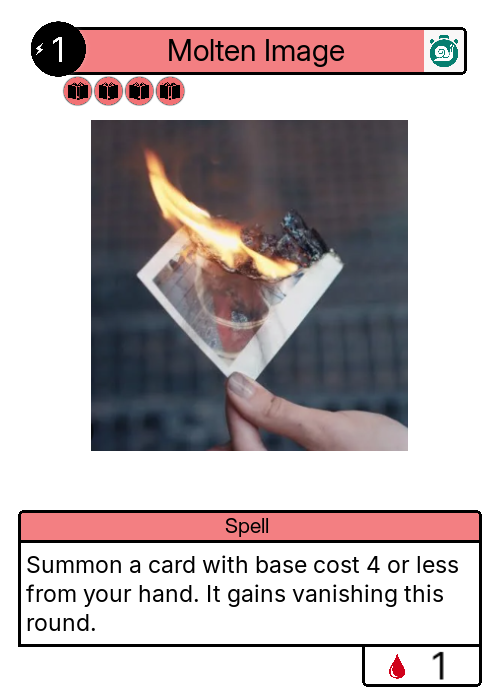 1
Molten Image
Spell
Summon a card with base cost 4 or less
from your hand. It gains vanishing this
round.
1